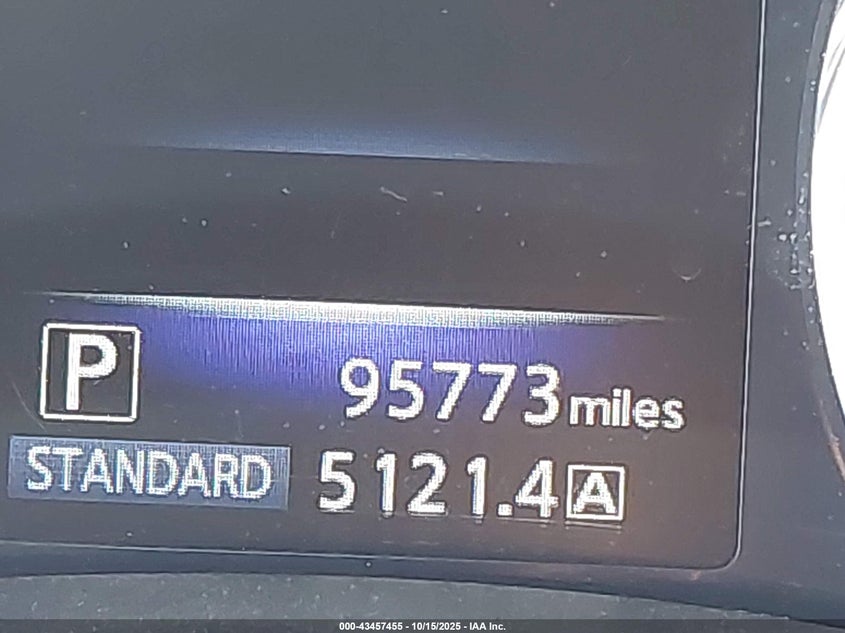 P 95773 miles
STANDARD 5121.4 A
000-43457455 - 10/15/2025 - IAA Inc.